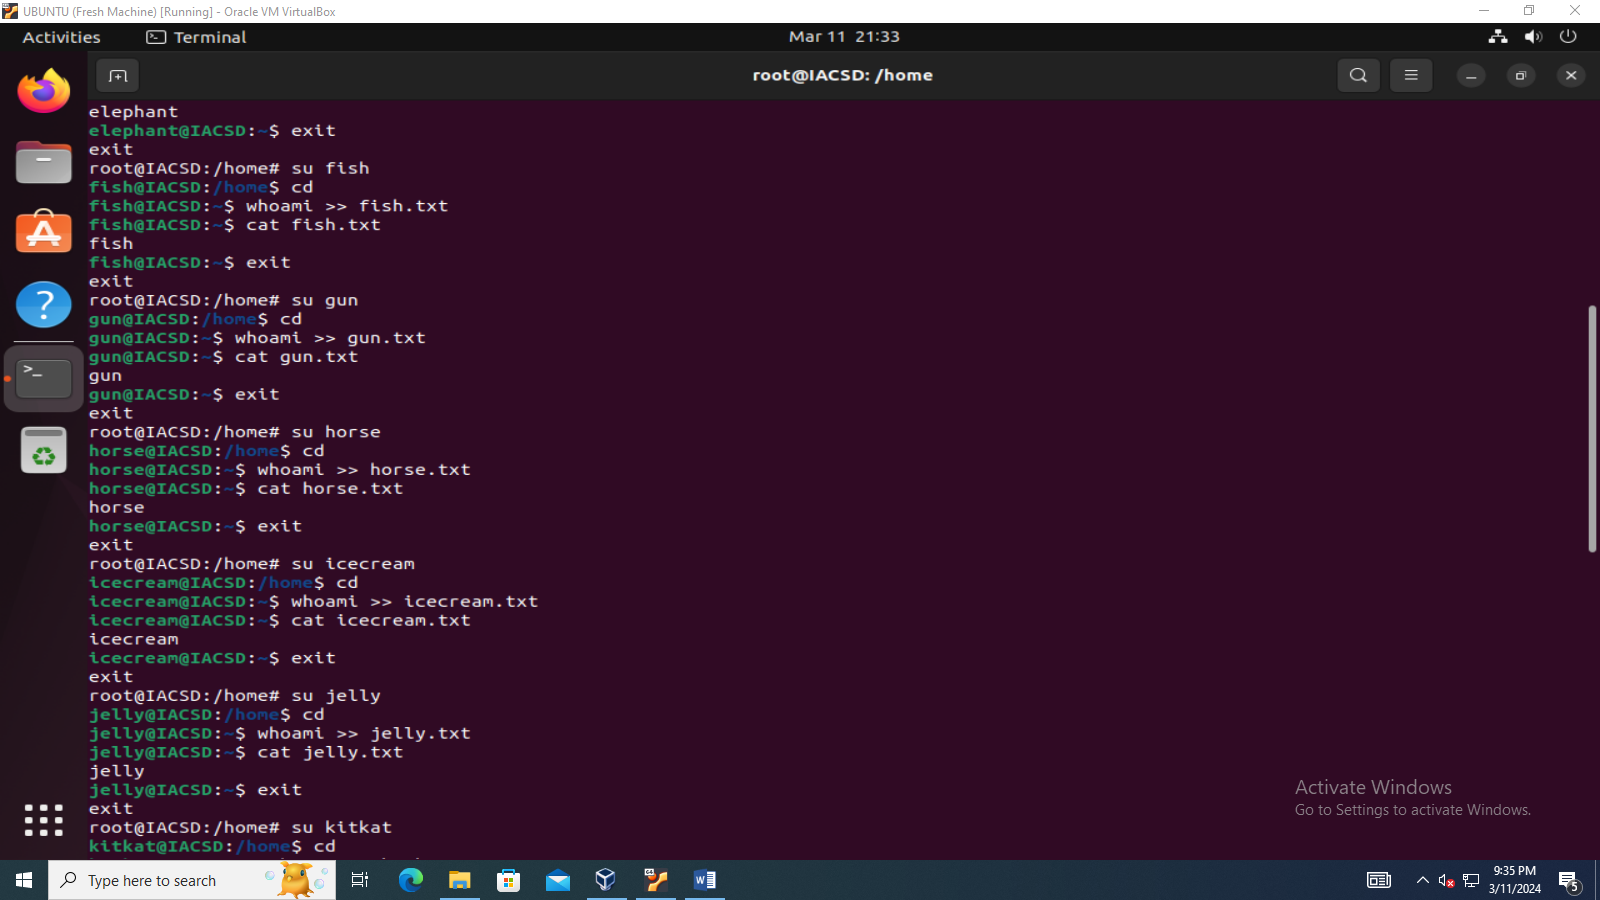 UBUNTU (Fresh Machine) [Running] - Oracle VM VirtualBox
Activities
Terminal
Mar 11 21:33
root@IACSD: /home
elephant
elephant@IACSD:~$ exit
exit
root@IACSD:/home# su fish
fish@IACSD:/home$ cd
fish@IACSD:~$ whoami >> fish.txt
fish@IACSD:~$ cat fish.txt
fish
fish@IACSD:~$ exit
exit
root@IACSD:/home# su gun
gun@IACSD:/home$ cd
gun@IACSD:~$ whoami >> gun.txt
gun@IACSD:~$ cat gun.txt
gun
gun@IACSD:~$ exit
exit
root@IACSD:/home# su horse
horse@IACSD:/home$ cd
horse@IACSD:~$ whoami >> horse.txt
horse@IACSD:~$ cat horse.txt
horse
horse@IACSD:~$ exit
exit
root@IACSD:/home# su icecream
icecream@IACSD:/home$ cd
icecream@IACSD:~$ whoami >> icecream.txt
icecream@IACSD:~$ cat icecream.txt
icecream
icecream@IACSD:~$ exit
exit
root@IACSD:/home# su jelly
jelly@IACSD:/home$ cd
jelly@IACSD:~$ whoami >> jelly.txt
jelly@IACSD:~$ cat jelly.txt
jelly
jelly@IACSD:~$ exit
exit
root@IACSD:/home# su kitkat
kitkat@IACSD:/home$ cd
Activate Windows
Go to Settings to activate Windows.
Type here to search
9:35 PM
3/11/2024
5